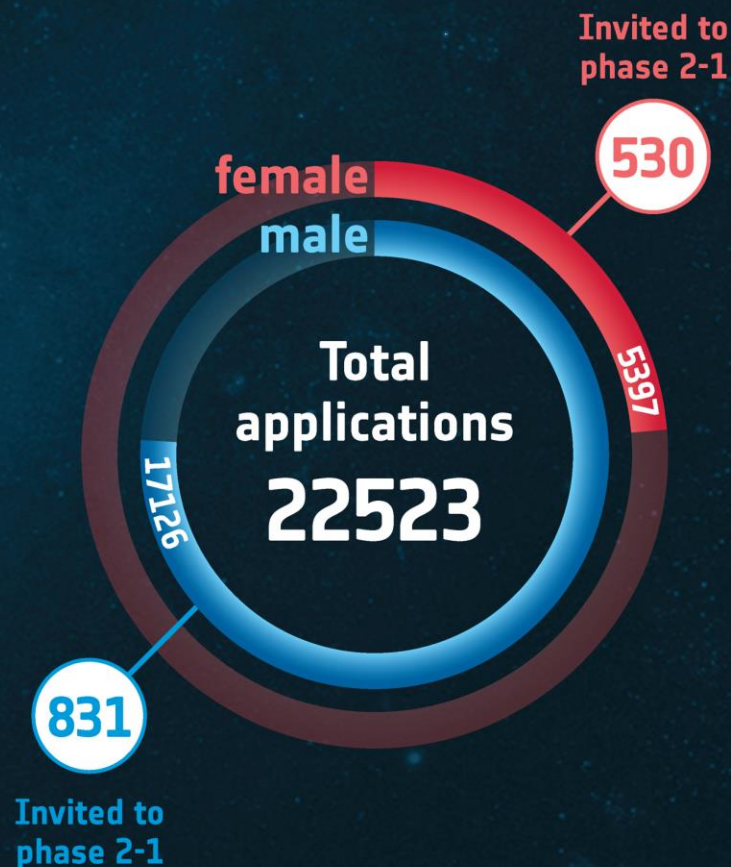 Invited to
phase 2-1
530
female
male
5397
Total
applications
22523
17126
831
Invited to
phase 2-1